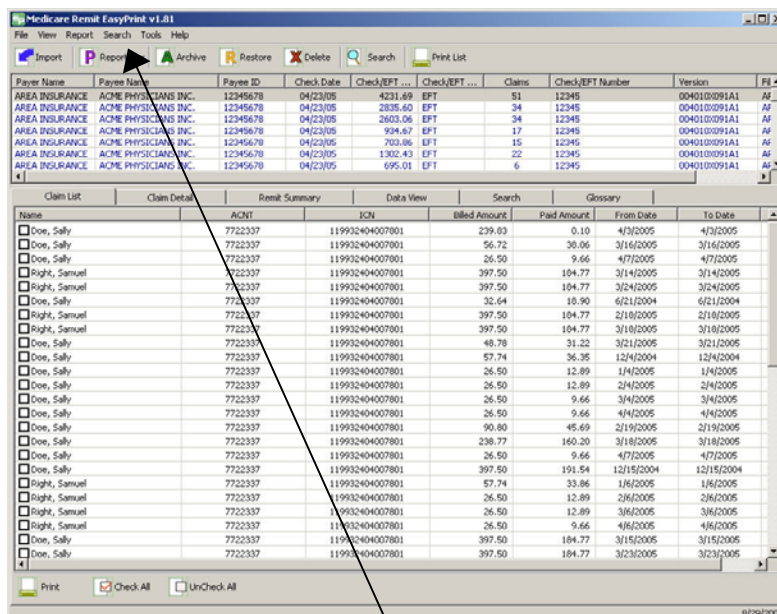 Medicare Remit EasyPrint v1.81
File View Report Search Tools Help
Import Repor Archive Restore Delete Search Print List
Payer Name Payee Name Payee ID Check Date Check/EFT ... Check/EFT ... Claims Check/EFT Number Version
AREA INSURANCE ACME PHYSICIANS INC. 12345678 04/23/05 4231.69 EFT 51 12345 004010X091A1
AREA INSURANCE ACME PHYSICIANS INC. 12345678 04/23/05 2835.60 EFT 34 12345 004010X091A1
AREA INSURANCE ACME PHYSICIANS INC. 12345678 04/23/05 2603.06 EFT 34 12345 004010X091A1
AREA INSURANCE ACME PHYSICIANS INC. 12345678 04/23/05 934.67 EFT 17 12345 004010X091A1
AREA INSURANCE ACME PHYSICIANS INC. 12345678 04/23/05 703.86 EFT 15 12345 004010X091A1
AREA INSURANCE ACME PHYSICIANS INC. 12345678 04/23/05 1302.43 EFT 22 12345 004010X091A1
AREA INSURANCE ACME PHYSICIANS INC. 12345678 04/23/05 695.01 EFT 6 12345 004010X091A1
Claim List Claim Detail Remit Summary Data View Search Glossary
Name ACNT ICN Billed Amount Paid Amount From Date To Date
Doe, Sally 7722337 119932404007801 239.83 0.10 4/3/2005 4/3/2005
Doe, Sally 7722337 119932404007801 56.72 38.06 3/16/2005 3/16/2005
Doe, Sally 7722337 119932404007801 26.50 9.66 4/7/2005 4/7/2005
Right, Samuel 7722337 119932404007801 397.50 184.77 3/14/2005 3/14/2005
Right, Samuel 7722337 119932404007801 397.50 184.77 3/24/2005 3/24/2005
Doe, Sally 7722337 119932404007801 32.64 18.90 6/21/2004 6/21/2004
Right, Samuel 7722337 119932404007801 397.50 184.77 2/18/2005 2/18/2005
Right, Samuel 7722337 119932404007801 397.50 184.77 3/18/2005 3/18/2005
Doe, Sally 7722337 119932404007801 48.78 31.22 3/21/2005 3/21/2005
Doe, Sally 7722337 119932404007801 57.74 36.35 12/4/2004 12/4/2004
Doe, Sally 7722337 119932404007801 26.50 12.89 1/4/2005 1/4/2005
Doe, Sally 7722337 119932404007801 26.50 12.89 2/4/2005 2/4/2005
Doe, Sally 7722337 119932404007801 26.50 9.66 3/4/2005 3/4/2005
Doe, Sally 7722337 119932404007801 26.50 9.66 4/4/2005 4/4/2005
Doe, Sally 7722337 119932404007801 90.80 45.69 2/19/2005 2/19/2005
Doe, Sally 7722337 119932404007801 238.77 160.20 3/18/2005 3/18/2005
Doe, Sally 7722337 119932404007801 26.50 9.66 4/7/2005 4/7/2005
Doe, Sally 7722337 119932404007801 397.50 191.54 12/15/2004 12/15/2004
Right, Samuel 7722337 119932404007801 57.74 33.86 1/6/2005 1/6/2005
Right, Samuel 7722337 119932404007801 26.50 12.89 2/6/2005 2/6/2005
Right, Samuel 7722337 119932404007801 26.50 12.89 3/6/2005 3/6/2005
Right, Samuel 7722337 119932404007801 26.50 9.66 4/6/2005 4/6/2005
Doe, Sally 7722337 119932404007801 397.50 184.77 3/15/2005 3/15/2005
Doe, Sally 7722337 119932404007801 397.50 184.77 3/23/2005 3/23/2005
Print Check All UnCheck All